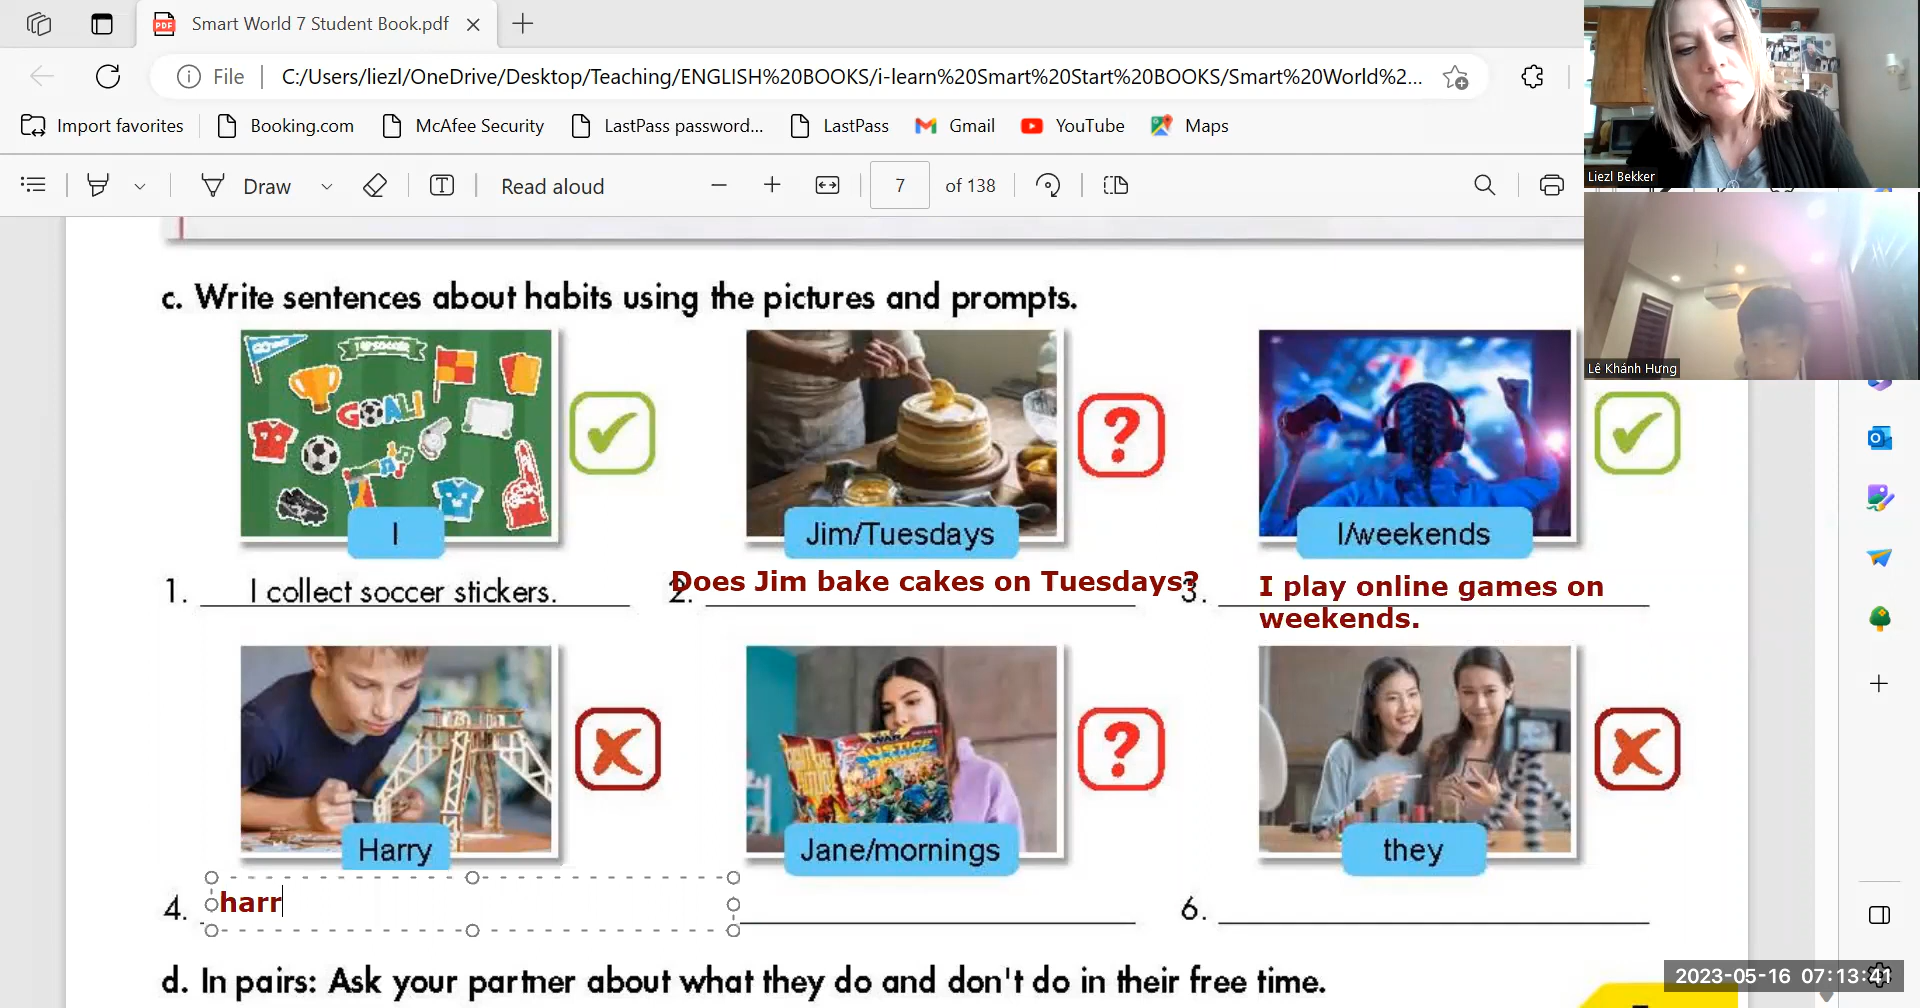 Smart World 7 Student Book.pdf
File
C:/Users/liezl/OneDrive/Desktop/Teaching/ENGLISH%20BOOKS/i-learn%20Smart%20Start%20BOOKS/Smart%20World%2...
Import favorites
Booking.com
McAfee Security
LastPass password...
LastPass
Gmail
YouTube
Maps
Draw
Read aloud
7
of 138
Liezl Bekker
Lê Khánh Hưng
c. Write sentences about habits using the pictures and prompts.
GOAL!
I
Jim/Tuesdays
I/weekends
1. I collect soccer stickers.
2. Does Jim bake cakes on Tuesdays?
3. I play online games on
weekends.
WAR
JUSTICE
Harry
Jane/mornings
they
4. harr
6.
d. In pairs: Ask your partner about what they do and don't do in their free time.
2023-05-16 07:13:41